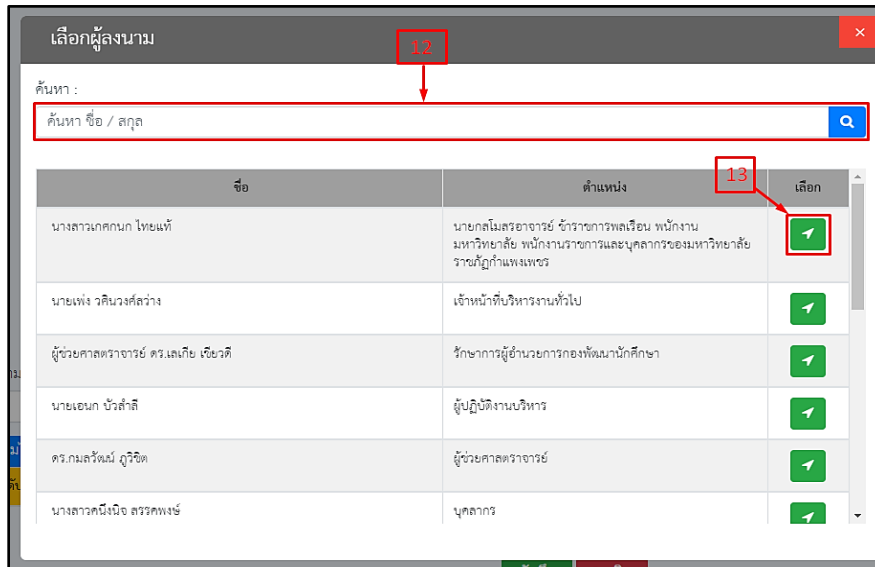 เลือกผู้ลงนาม
×
12
ค้นหา :
ค้นหา ชื่อ / สกุล
13
ชื่อ ตำแหน่ง เลือก
นางสาวเกศกนก ไทยแท้ นายกสโมสรอาจารย์ ข้าราชการพลเรือน พนักงาน
มหาวิทยาลัย พนักงานราชการและบุคลากรของมหาวิทยาลัย
ราชภัฏกำแพงเพชร
นายเพ่ง วศินวงศ์สว่าง เจ้าหน้าที่บริหารงานทั่วไป
ผู้ช่วยศาสตราจารย์ ดร.เลเกีย เขียวดี รักษาการผู้อำนวยการกองพัฒนานักศึกษา
นายเอนก บัวสำลี ผู้ปฏิบัติงานบริหาร
ดร.กมลวัฒน์ ภูวิชิต ผู้ช่วยศาสตราจารย์
นางสาวคนึงนิจ สรรคพงษ์ บุคลากร